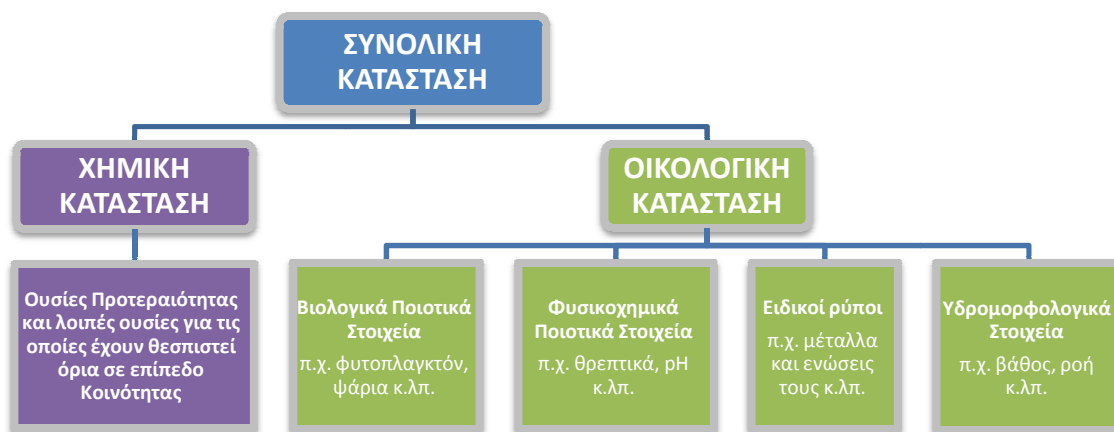 ΣΥΝΟΛΙΚΗ
ΚΑΤΑΣΤΑΣΗ
ΧΗΜΙΚΗ
ΚΑΤΑΣΤΑΣΗ
ΟΙΚΟΛΟΓΙΚΗ
ΚΑΤΑΣΤΑΣΗ
Ουσίες Προτεραιότητας
και λοιπές ουσίες για τις
οποίες έχουν θεσπιστεί
όρια σε επίπεδο
Κοινότητας
Βιολογικά Ποιοτικά
Στοιχεία
π.χ. φυτοπλαγκτόν,
ψάρια κ.λπ.
Φυσικοχημικά
Ποιοτικά Στοιχεία
π.χ. θρεπτικά, pH
κ.λπ.
Ειδικοί ρύποι
π.χ. μέταλλα
και ενώσεις
τους κ.λπ.
Υδρομορφολογικά
Στοιχεία
π.χ. βάθος, ροή
κ.λπ.